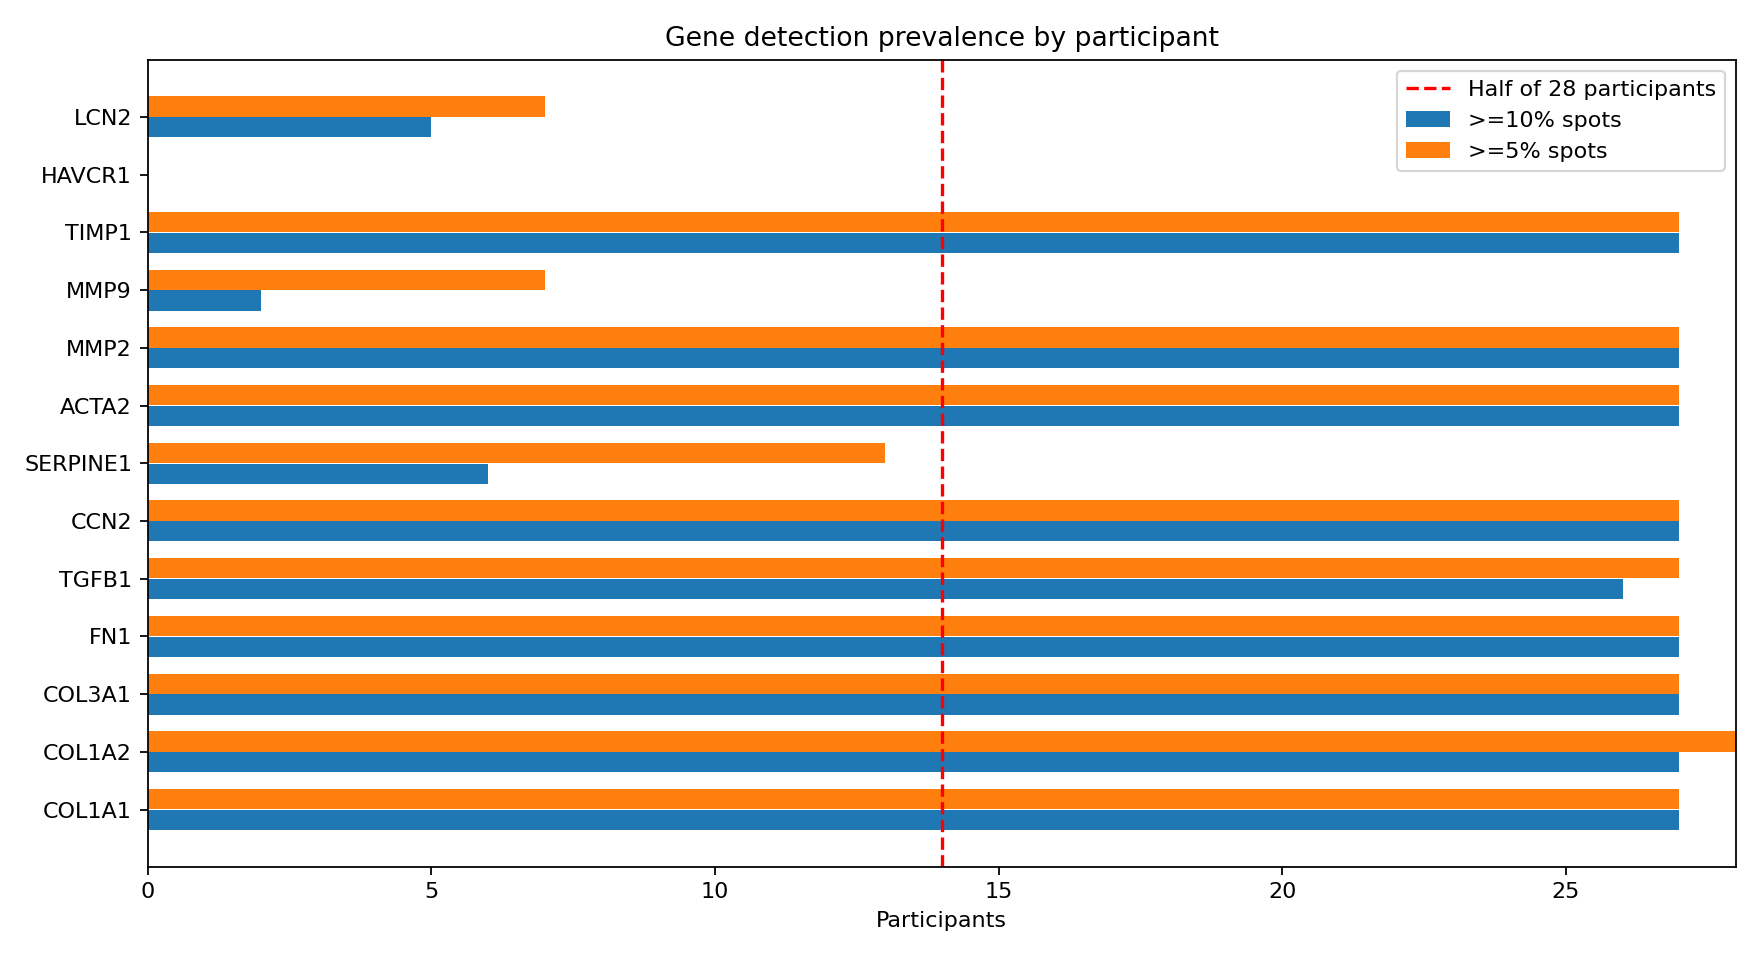 Gene detection prevalence by participant
Half of 28 participants
>=10% spots
>=5% spots
LCN2
HAVCR1
TIMP1
MMP9
MMP2
ACTA2
SERPINE1
CCN2
TGFB1
FN1
COL3A1
COL1A2
COL1A1
0 5 10 15 20 25
Participants